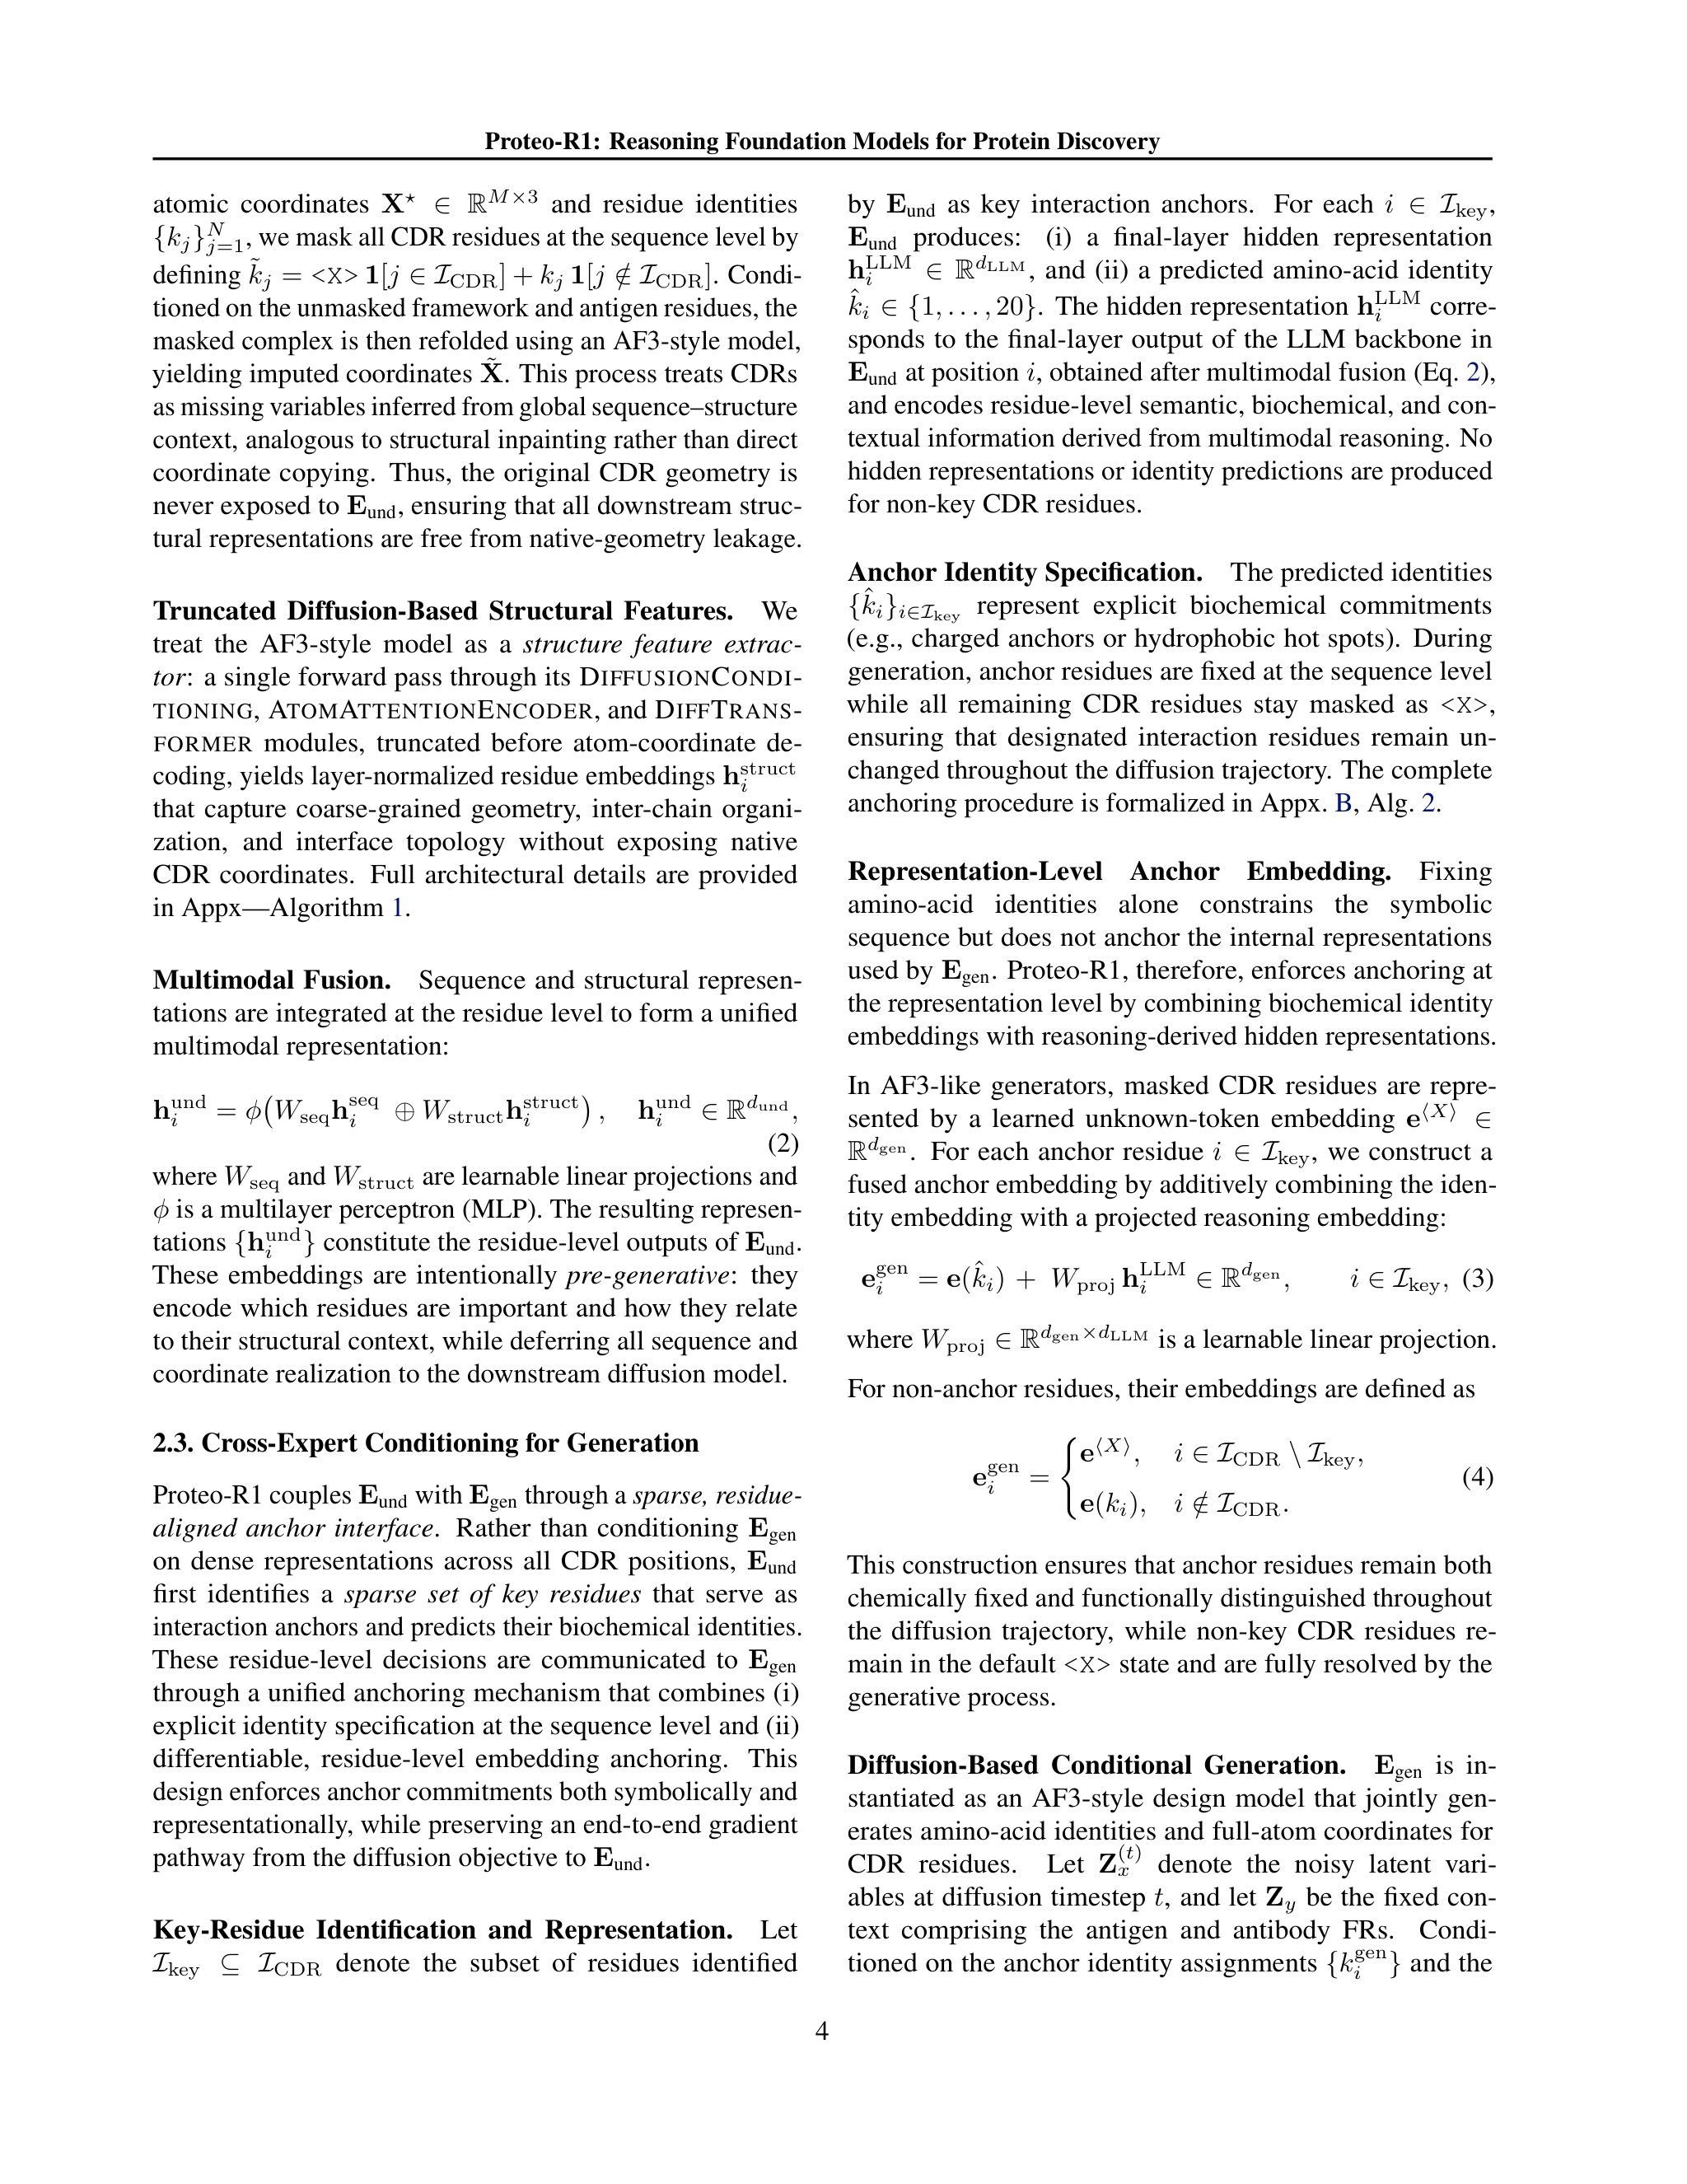 Proteo-R1: Reasoning Foundation Models for Protein Discovery
atomic coordinates X⋆ ∈ ℝ^{M×3} and residue identities
{k_j}_{j=1}^N, we mask all CDR residues at the sequence level by
defining k̃_j = <X> 1[j ∈ ℐ_CDR] + k_j 1[j ∉ ℐ_CDR]. Condi-
tioned on the unmasked framework and antigen residues, the
masked complex is then refolded using an AF3-style model,
yielding imputed coordinates X̃. This process treats CDRs
as missing variables inferred from global sequence–structure
context, analogous to structural inpainting rather than direct
coordinate copying. Thus, the original CDR geometry is
never exposed to E_und, ensuring that all downstream struc-
tural representations are free from native-geometry leakage.
Truncated Diffusion-Based Structural Features. We
treat the AF3-style model as a structure feature extrac-
tor: a single forward pass through its DIFFUSIONCONDI-
TIONING, ATOMATTENTIONENCODER, and DIFFTRANS-
FORMER modules, truncated before atom-coordinate de-
coding, yields layer-normalized residue embeddings h_i^struct
that capture coarse-grained geometry, inter-chain organi-
zation, and interface topology without exposing native
CDR coordinates. Full architectural details are provided
in Appx—Algorithm 1.
Multimodal Fusion. Sequence and structural represen-
tations are integrated at the residue level to form a unified
multimodal representation:
h_i^und = ϕ(W_seq h_i^seq ⊕ W_struct h_i^struct), h_i^und ∈ ℝ^{d_und},
(2)
where W_seq and W_struct are learnable linear projections and
ϕ is a multilayer perceptron (MLP). The resulting represen-
tations {h_i^und} constitute the residue-level outputs of E_und.
These embeddings are intentionally pre-generative: they
encode which residues are important and how they relate
to their structural context, while deferring all sequence and
coordinate realization to the downstream diffusion model.
2.3. Cross-Expert Conditioning for Generation
Proteo-R1 couples E_und with E_gen through a sparse, residue-
aligned anchor interface. Rather than conditioning E_gen
on dense representations across all CDR positions, E_und
first identifies a sparse set of key residues that serve as
interaction anchors and predicts their biochemical identities.
These residue-level decisions are communicated to E_gen
through a unified anchoring mechanism that combines (i)
explicit identity specification at the sequence level and (ii)
differentiable, residue-level embedding anchoring. This
design enforces anchor commitments both symbolically and
representationally, while preserving an end-to-end gradient
pathway from the diffusion objective to E_und.
Key-Residue Identification and Representation. Let
ℐ_key ⊆ ℐ_CDR denote the subset of residues identified
by E_und as key interaction anchors. For each i ∈ ℐ_key,
E_und produces: (i) a final-layer hidden representation
h_i^LLM ∈ ℝ^{d_LLM}, and (ii) a predicted amino-acid identity
k̂_i ∈ {1, . . . , 20}. The hidden representation h_i^LLM corre-
sponds to the final-layer output of the LLM backbone in
E_und at position i, obtained after multimodal fusion (Eq. 2),
and encodes residue-level semantic, biochemical, and con-
textual information derived from multimodal reasoning. No
hidden representations or identity predictions are produced
for non-key CDR residues.
Anchor Identity Specification. The predicted identities
{k̂_i}_{i∈ℐ_key} represent explicit biochemical commitments
(e.g., charged anchors or hydrophobic hot spots). During
generation, anchor residues are fixed at the sequence level
while all remaining CDR residues stay masked as <X>,
ensuring that designated interaction residues remain un-
changed throughout the diffusion trajectory. The complete
anchoring procedure is formalized in Appx. B, Alg. 2.
Representation-Level Anchor Embedding. Fixing
amino-acid identities alone constrains the symbolic
sequence but does not anchor the internal representations
used by E_gen. Proteo-R1, therefore, enforces anchoring at
the representation level by combining biochemical identity
embeddings with reasoning-derived hidden representations.
In AF3-like generators, masked CDR residues are repre-
sented by a learned unknown-token embedding e^⟨X⟩ ∈
ℝ^{d_gen}. For each anchor residue i ∈ ℐ_key, we construct a
fused anchor embedding by additively combining the iden-
tity embedding with a projected reasoning embedding:
e_i^gen = e(k̂_i) + W_proj h_i^LLM ∈ ℝ^{d_gen}, i ∈ ℐ_key, (3)
where W_proj ∈ ℝ^{d_gen×d_LLM} is a learnable linear projection.
For non-anchor residues, their embeddings are defined as
e_i^gen = { e^⟨X⟩, i ∈ ℐ_CDR \ ℐ_key,
e(k_i), i ∉ ℐ_CDR. (4)
This construction ensures that anchor residues remain both
chemically fixed and functionally distinguished throughout
the diffusion trajectory, while non-key CDR residues re-
main in the default <X> state and are fully resolved by the
generative process.
Diffusion-Based Conditional Generation. E_gen is in-
stantiated as an AF3-style design model that jointly gen-
erates amino-acid identities and full-atom coordinates for
CDR residues. Let Z_x^(t) denote the noisy latent vari-
ables at diffusion timestep t, and let Z_y be the fixed con-
text comprising the antigen and antibody FRs. Condi-
tioned on the anchor identity assignments {k_i^gen} and the
4